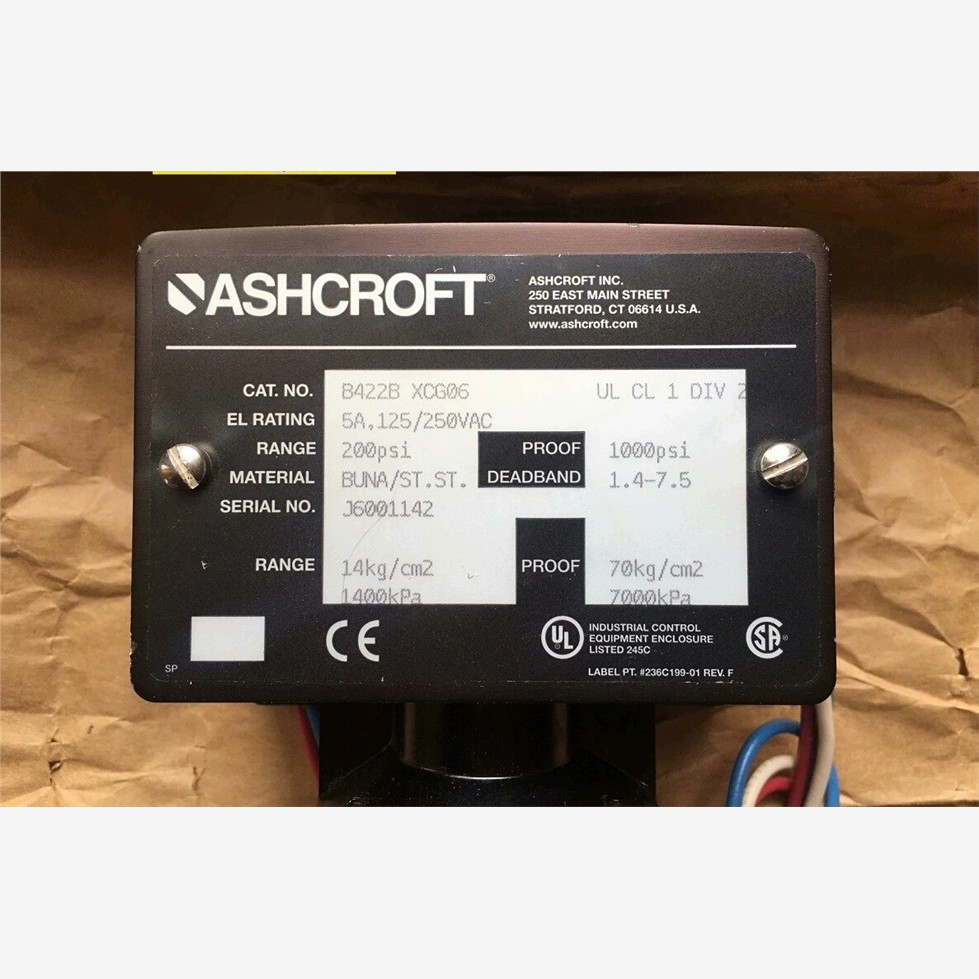 ASHCROFT®
ASHCROFT INC.
250 EAST MAIN STREET
STRATFORD, CT 06614 U.S.A.
www.ashcroft.com
CAT. NO. B422B XCG06 UL CL 1 DIV 2
EL RATING 5A,125/250VAC
RANGE 200psi PROOF 1000psi
MATERIAL BUNA/ST.ST. DEADBAND 1.4-7.5
SERIAL NO. J6001142
RANGE 14kg/cm2 PROOF 70kg/cm2
1400kPa 7000kPa
SP
CE
UL
INDUSTRIAL CONTROL
EQUIPMENT ENCLOSURE
LISTED 245C
SA®
LABEL PT. #236C199-01 REV. F